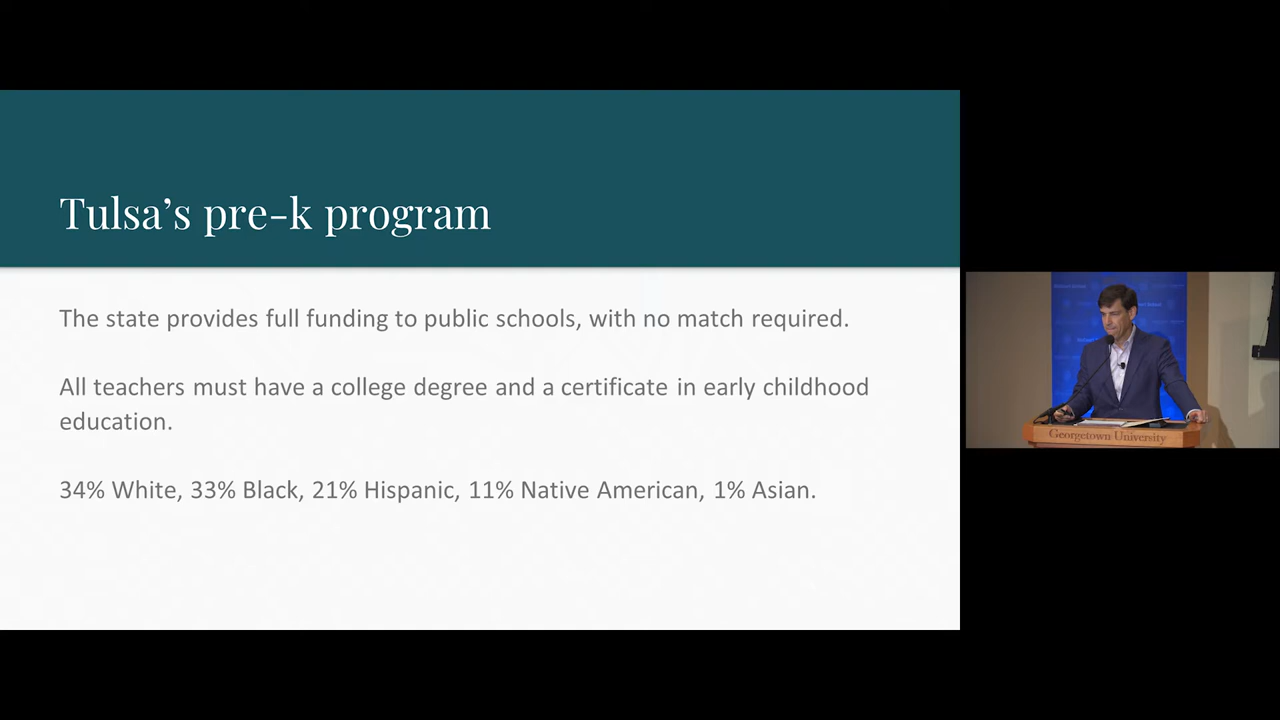 Tulsa’s pre-k program
The state provides full funding to public schools, with no match required.
All teachers must have a college degree and a certificate in early childhood
education.
34% White, 33% Black, 21% Hispanic, 11% Native American, 1% Asian.
Georgetown University